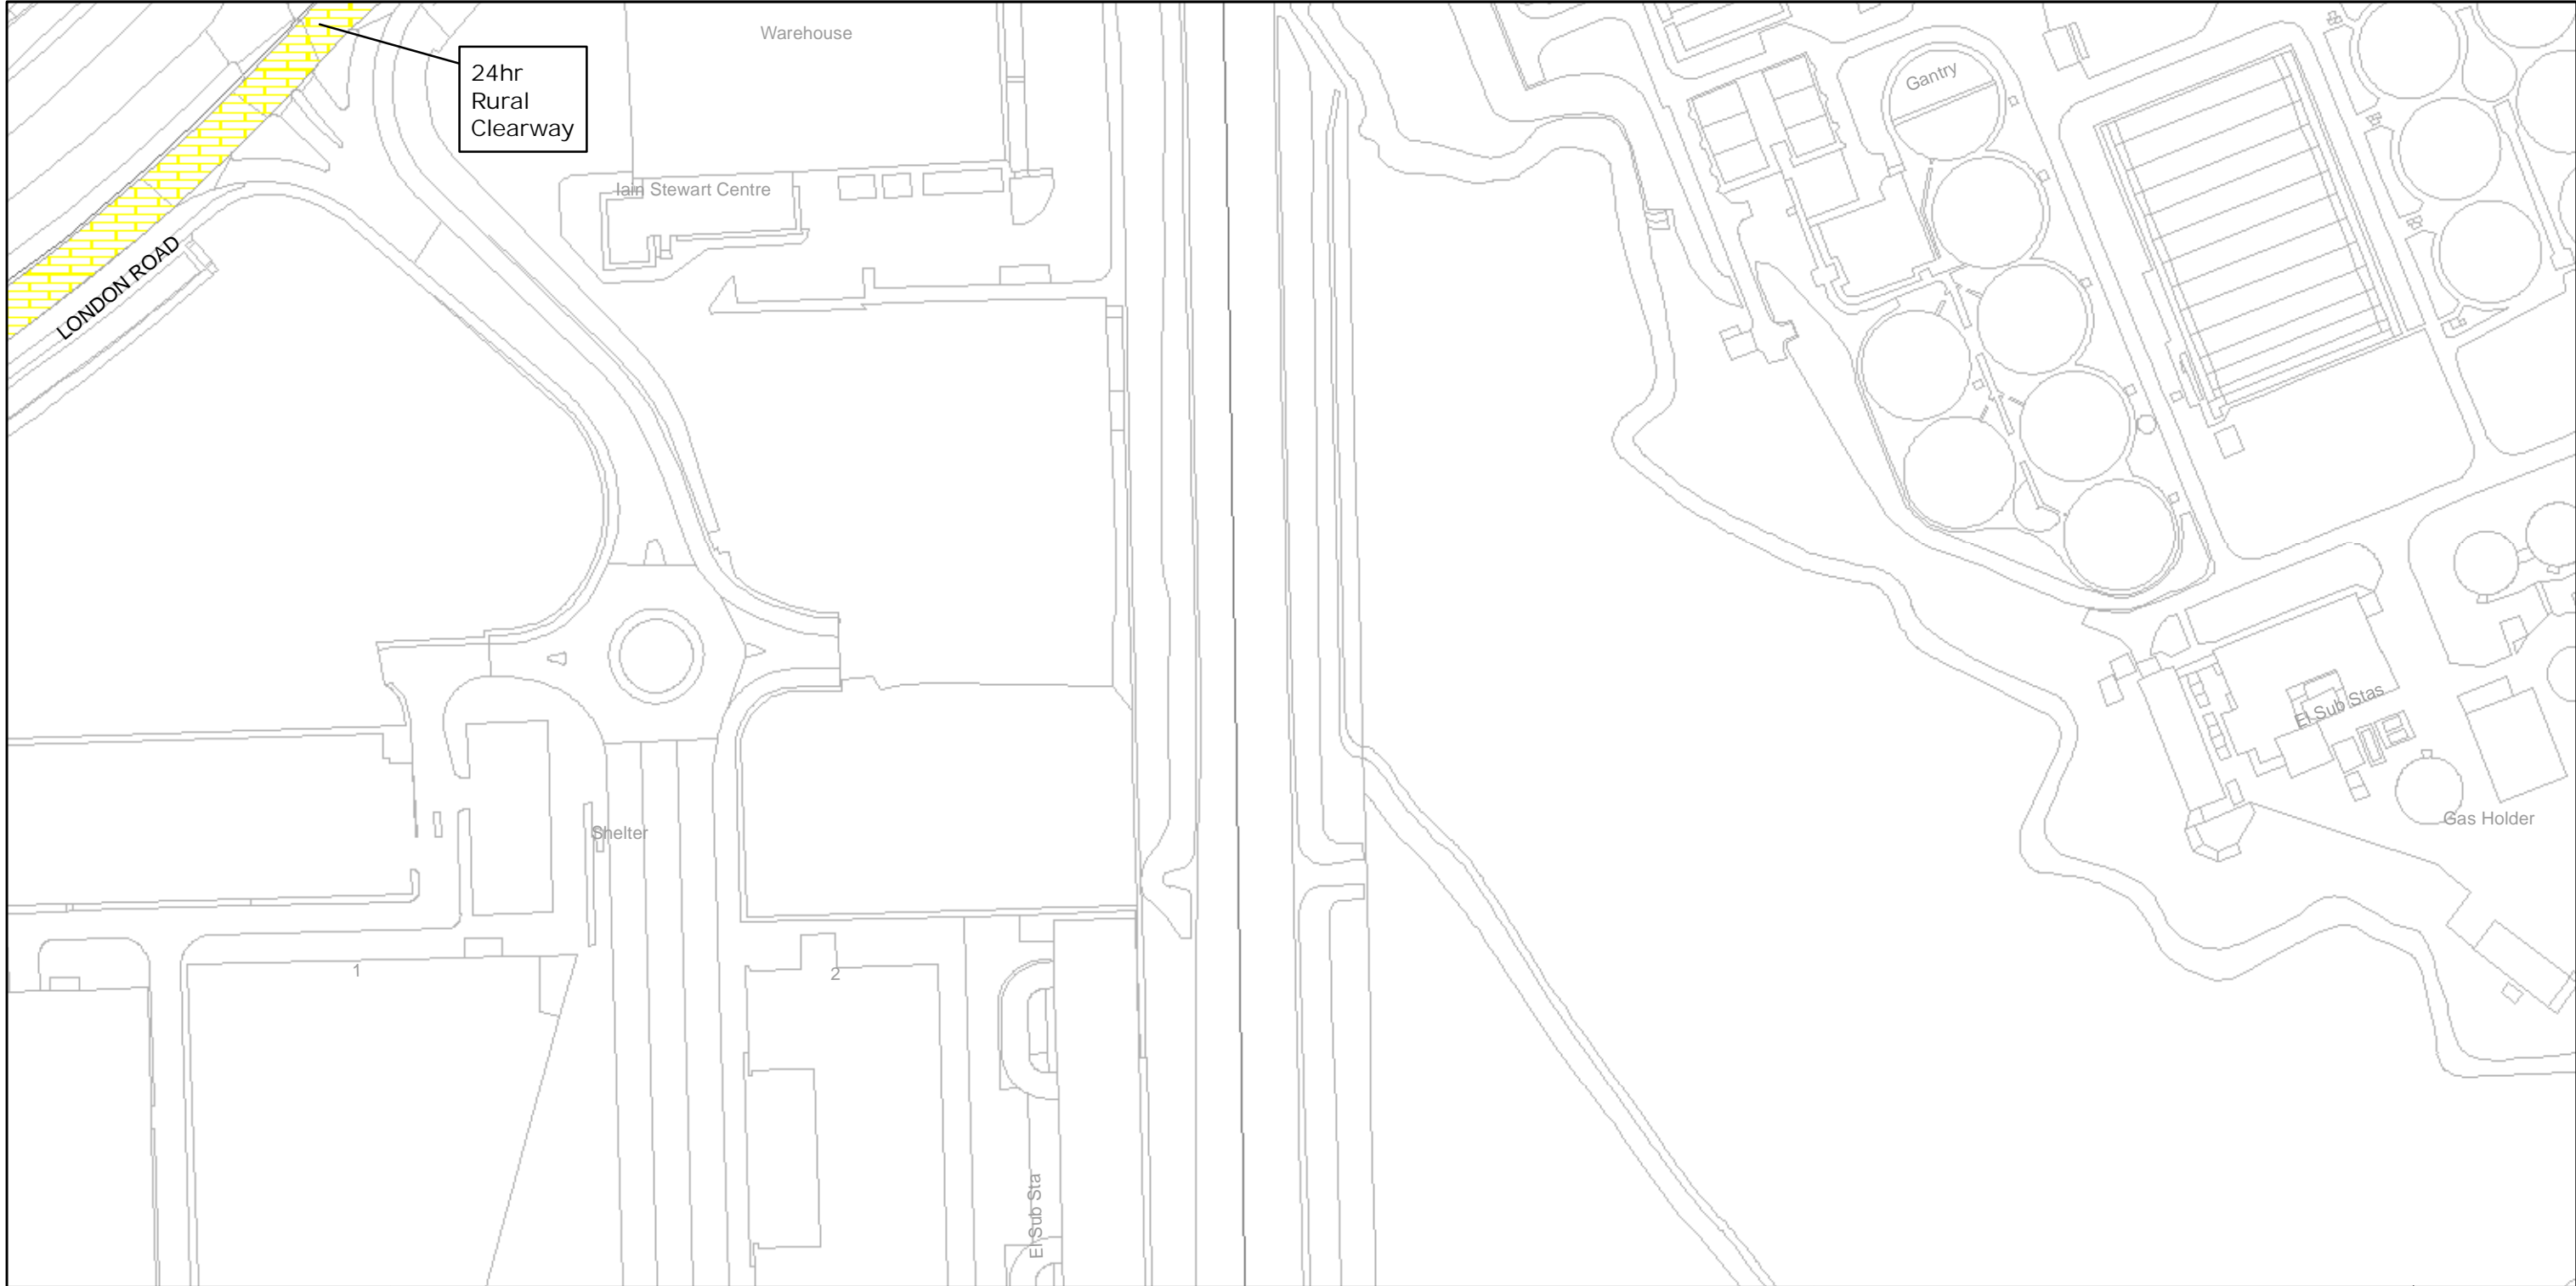 Warehouse
24hr
Rural
Clearway
Gantry
Iain Stewart Centre
LONDON ROAD
El Sub Stas
Gas Holder
Shelter
1
2
El Sub Sta